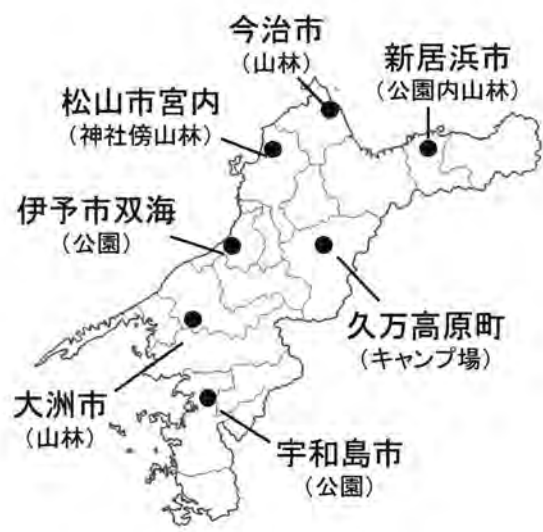 今治市
(山林)
新居浜市
(公園内山林)
松山市宮内
(神社傍山林)
伊予市双海
(公園)
久万高原町
(キャンプ場)
大洲市
(山林)
宇和島市
(公園)